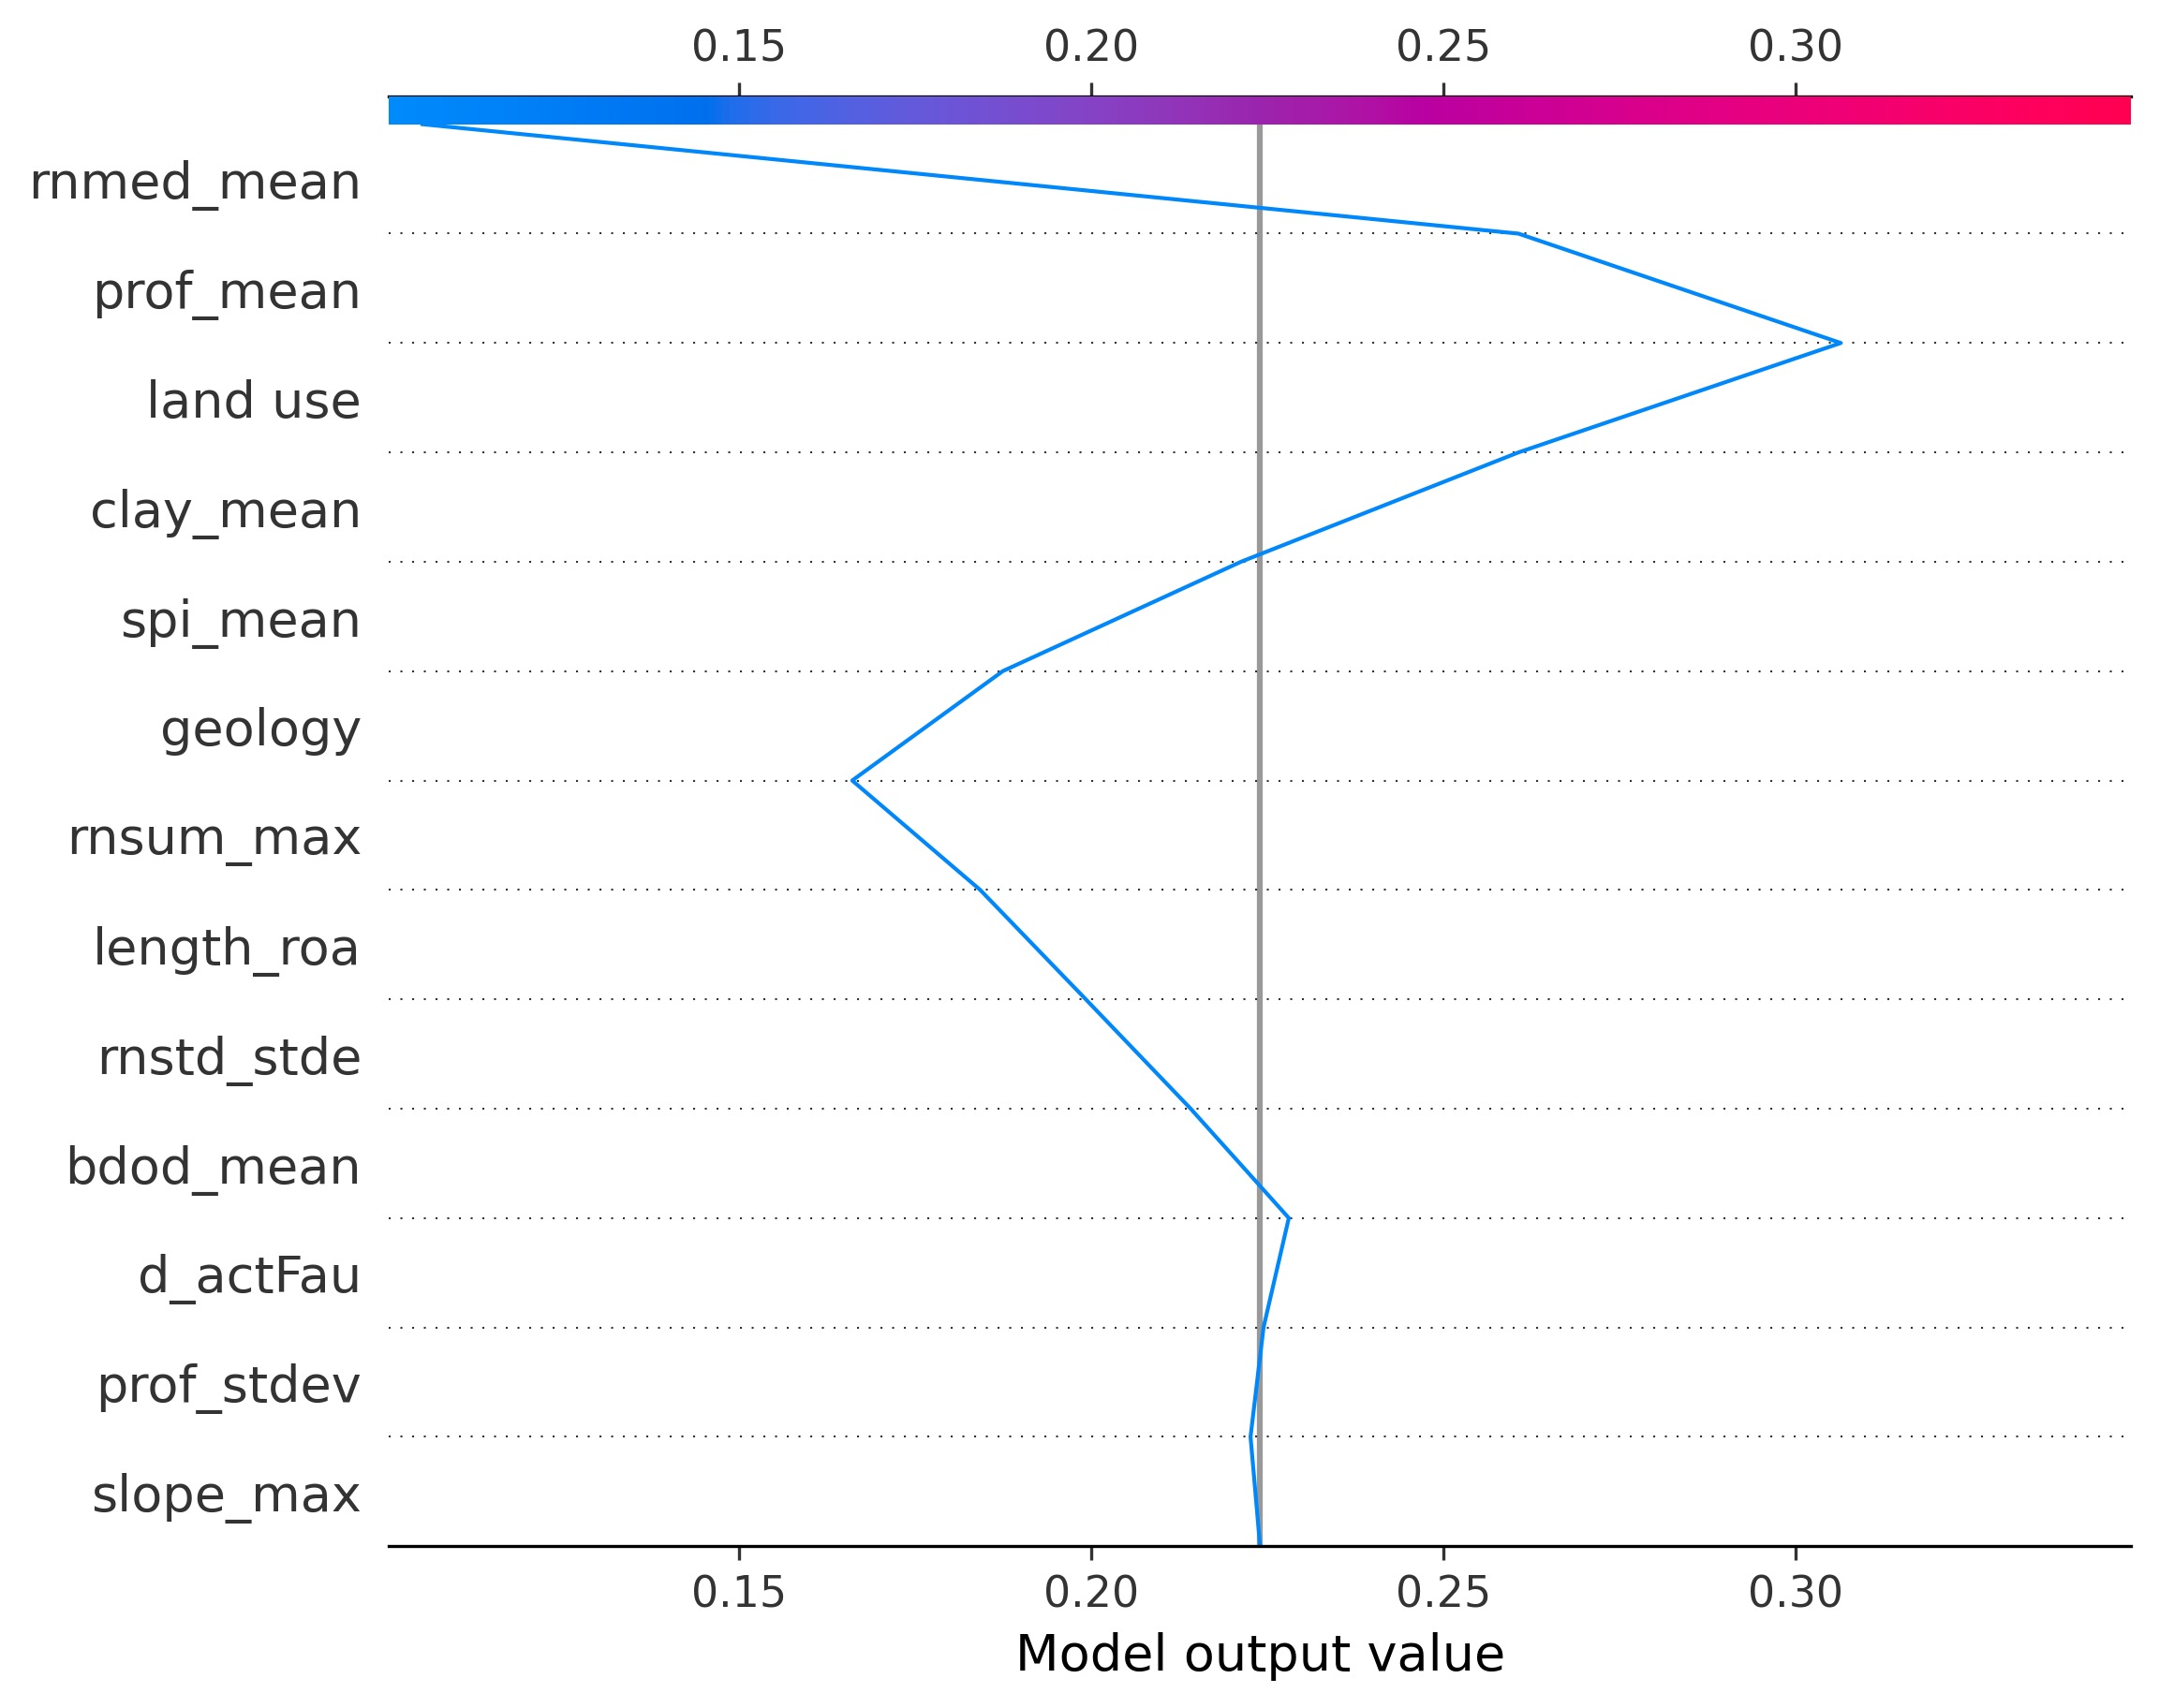 0.15 0.20 0.25 0.30
rnmed_mean
prof_mean
land use
clay_mean
spi_mean
geology
rnsum_max
length_roa
rnstd_stde
bdod_mean
d_actFau
prof_stdev
slope_max
0.15 0.20 0.25 0.30
Model output value